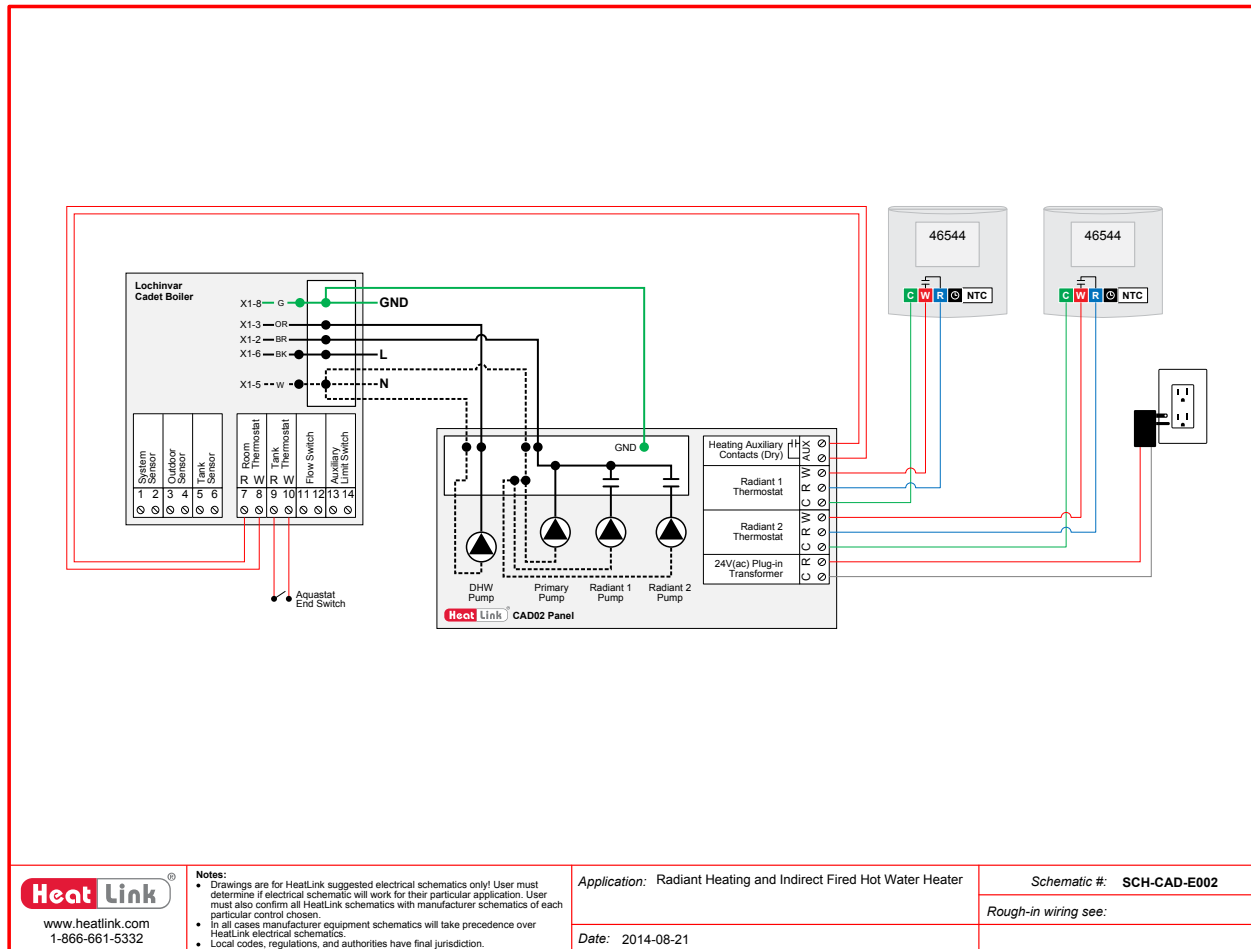 46544
46544
C W R NTC
C W R NTC
Lochinvar
Cadet Boiler
X1-8 G GND
X1-3 OR
X1-2 BR
X1-6 BK L
X1-5 W N
System
Sensor
Outdoor
Sensor
Tank
Sensor
Room
Thermostat
Tank
Thermostat
Flow Switch
Auxiliary
Limit Switch
R W R W
1 2 3 4 5 6 7 8 9 10 11 12 13 14
Aquastat
End Switch
GND
Heating Auxiliary
Contacts (Dry)
AUX
Radiant 1
Thermostat
W
R
C
Radiant 2
Thermostat
W
R
C
24V(ac) Plug-in
Transformer
R
C
DHW
Pump
Primary
Pump
Radiant 1
Pump
Radiant 2
Pump
Heat Link ® CAD02 Panel
Heat Link ®
www.heatlink.com
1-866-661-5332
Notes:
• Drawings are for HeatLink suggested electrical schematics only! User must
determine if electrical schematic will work for their particular application. User
must also confirm all HeatLink schematics with manufacturer schematics of each
particular control chosen.
• In all cases manufacturer equipment schematics will take precedence over
HeatLink electrical schematics.
• Local codes, regulations, and authorities have final jurisdiction.
Application: Radiant Heating and Indirect Fired Hot Water Heater
Date: 2014-08-21
Schematic #: SCH-CAD-E002
Rough-in wiring see: